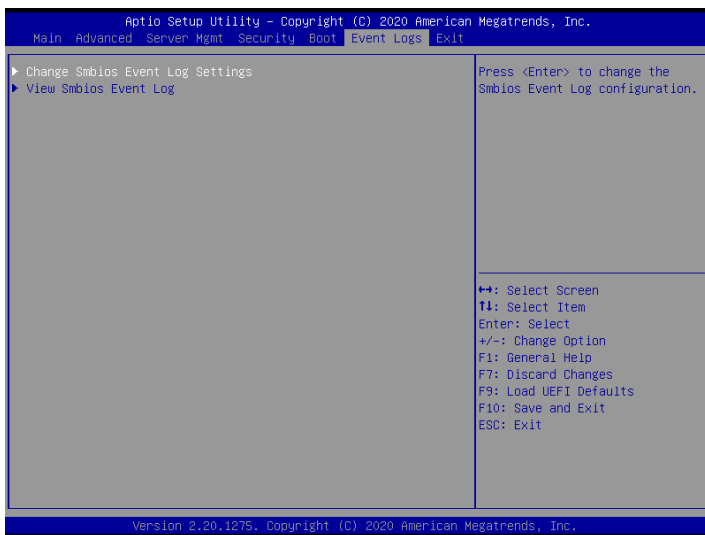 Aptio Setup Utility – Copyright (C) 2020 American Megatrends, Inc.
Main Advanced Server Mgmt Security Boot Event Logs Exit
▶ Change Smbios Event Log Settings
▶ View Smbios Event Log
Press <Enter> to change the
Smbios Event Log configuration.
↔: Select Screen
↑↓: Select Item
Enter: Select
+/-: Change Option
F1: General Help
F7: Discard Changes
F9: Load UEFI Defaults
F10: Save and Exit
ESC: Exit
Version 2.20.1275. Copyright (C) 2020 American Megatrends, Inc.